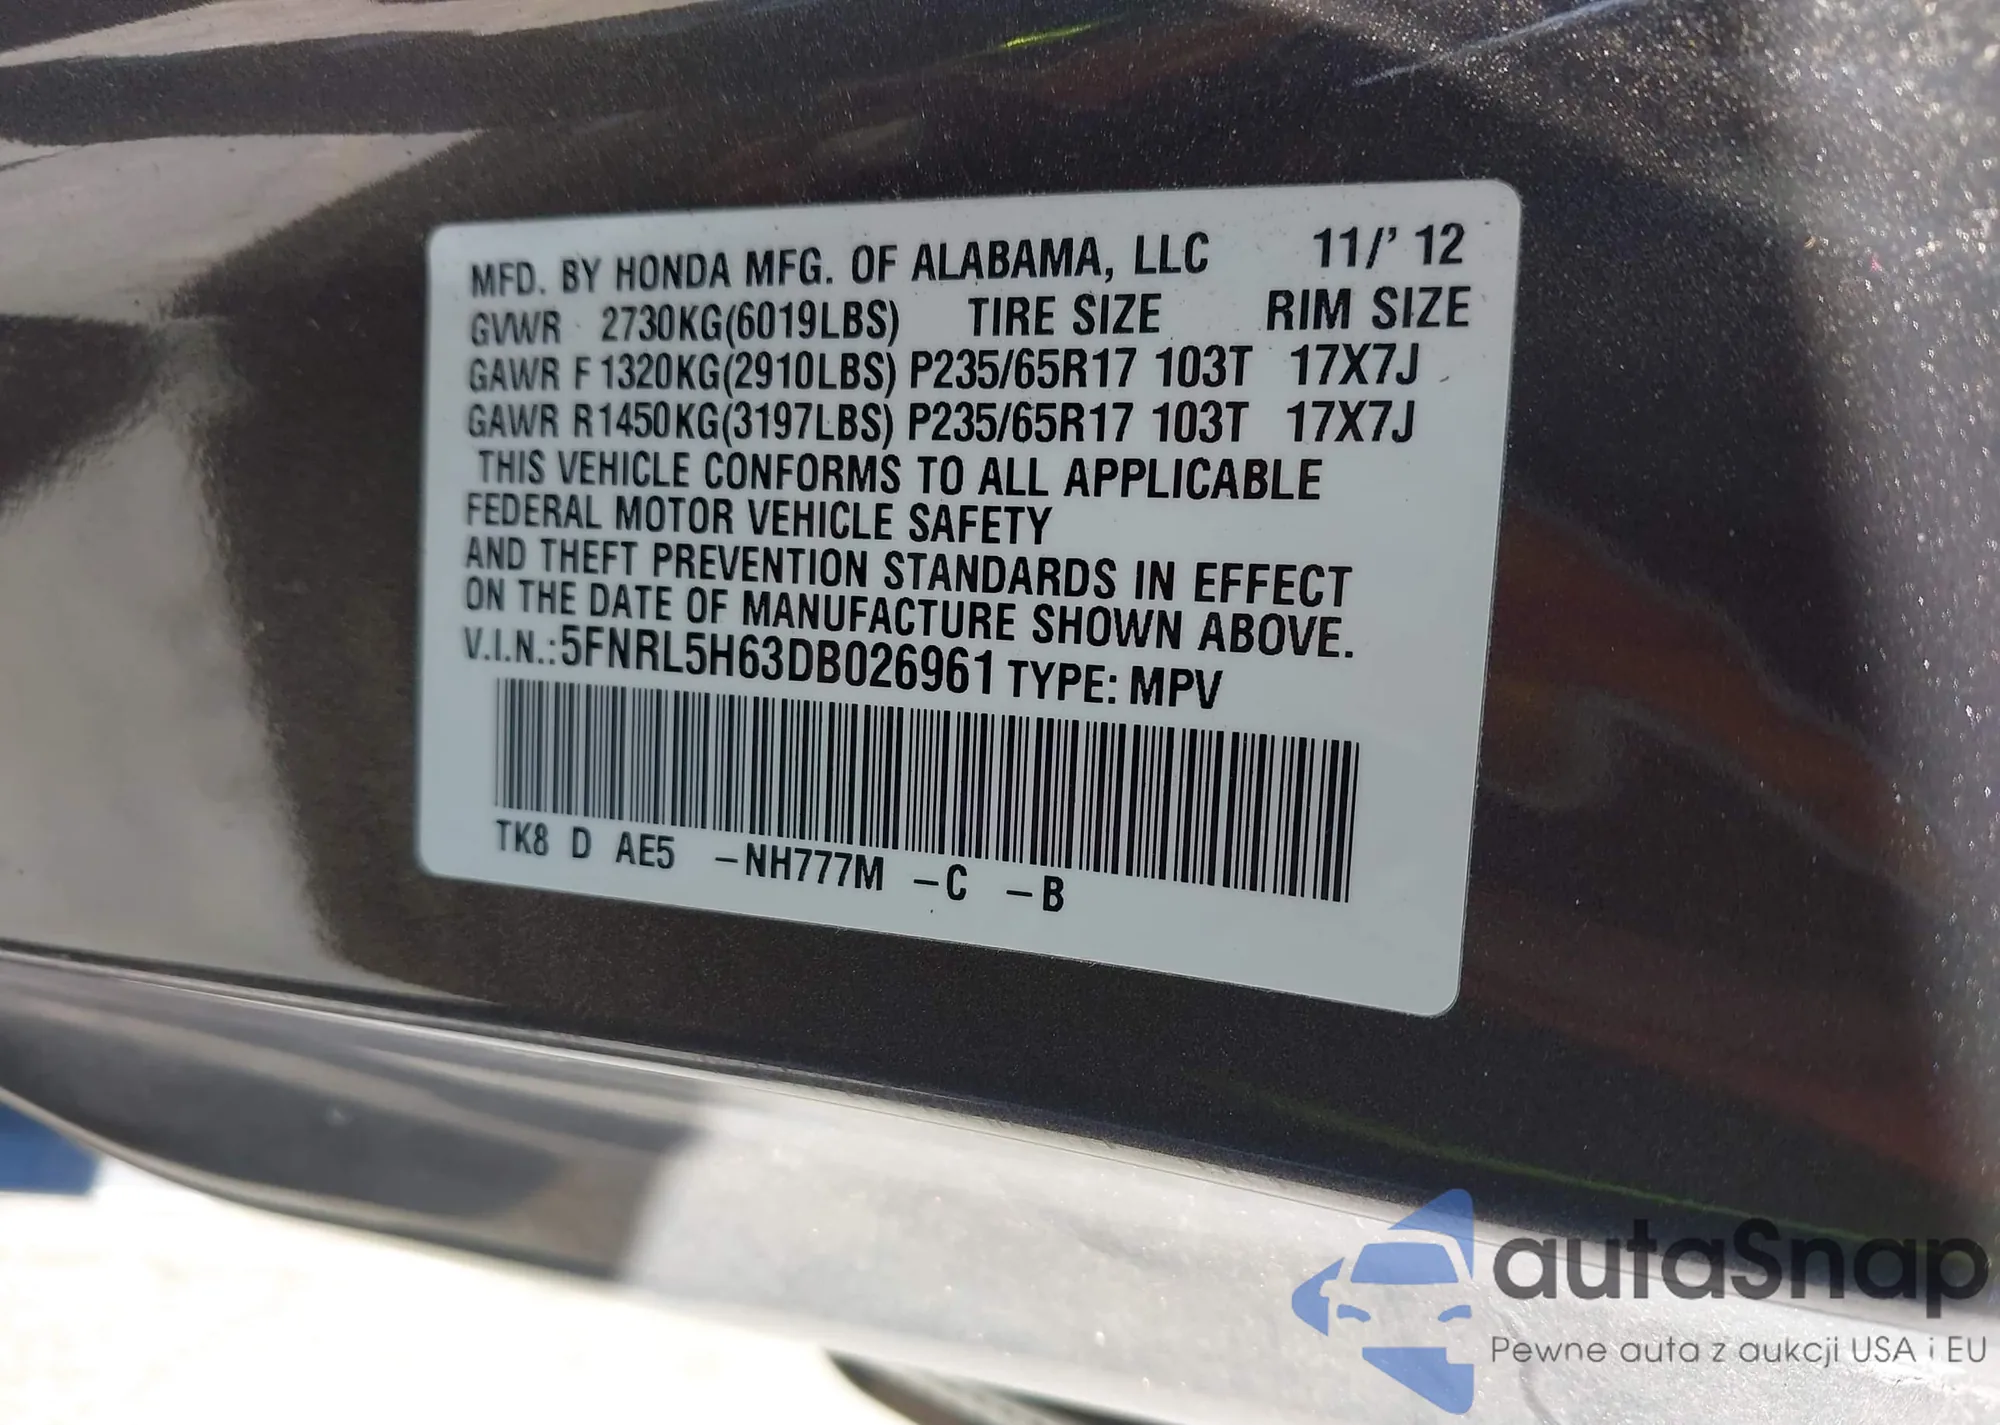 MFD. BY HONDA MFG. OF ALABAMA, LLC 11/' 12
GVWR 2730KG(6019LBS) TIRE SIZE RIM SIZE
GAWR F 1320KG(2910LBS) P235/65R17 103T 17X7J
GAWR R1450KG(3197LBS) P235/65R17 103T 17X7J
THIS VEHICLE CONFORMS TO ALL APPLICABLE
FEDERAL MOTOR VEHICLE SAFETY
AND THEFT PREVENTION STANDARDS IN EFFECT
ON THE DATE OF MANUFACTURE SHOWN ABOVE.
V.I.N.:5FNRL5H63DB026961 TYPE: MPV
TK8 D AE5 -NH777M -C -B
autaSnap
Pewne auta z aukcji USA i EU